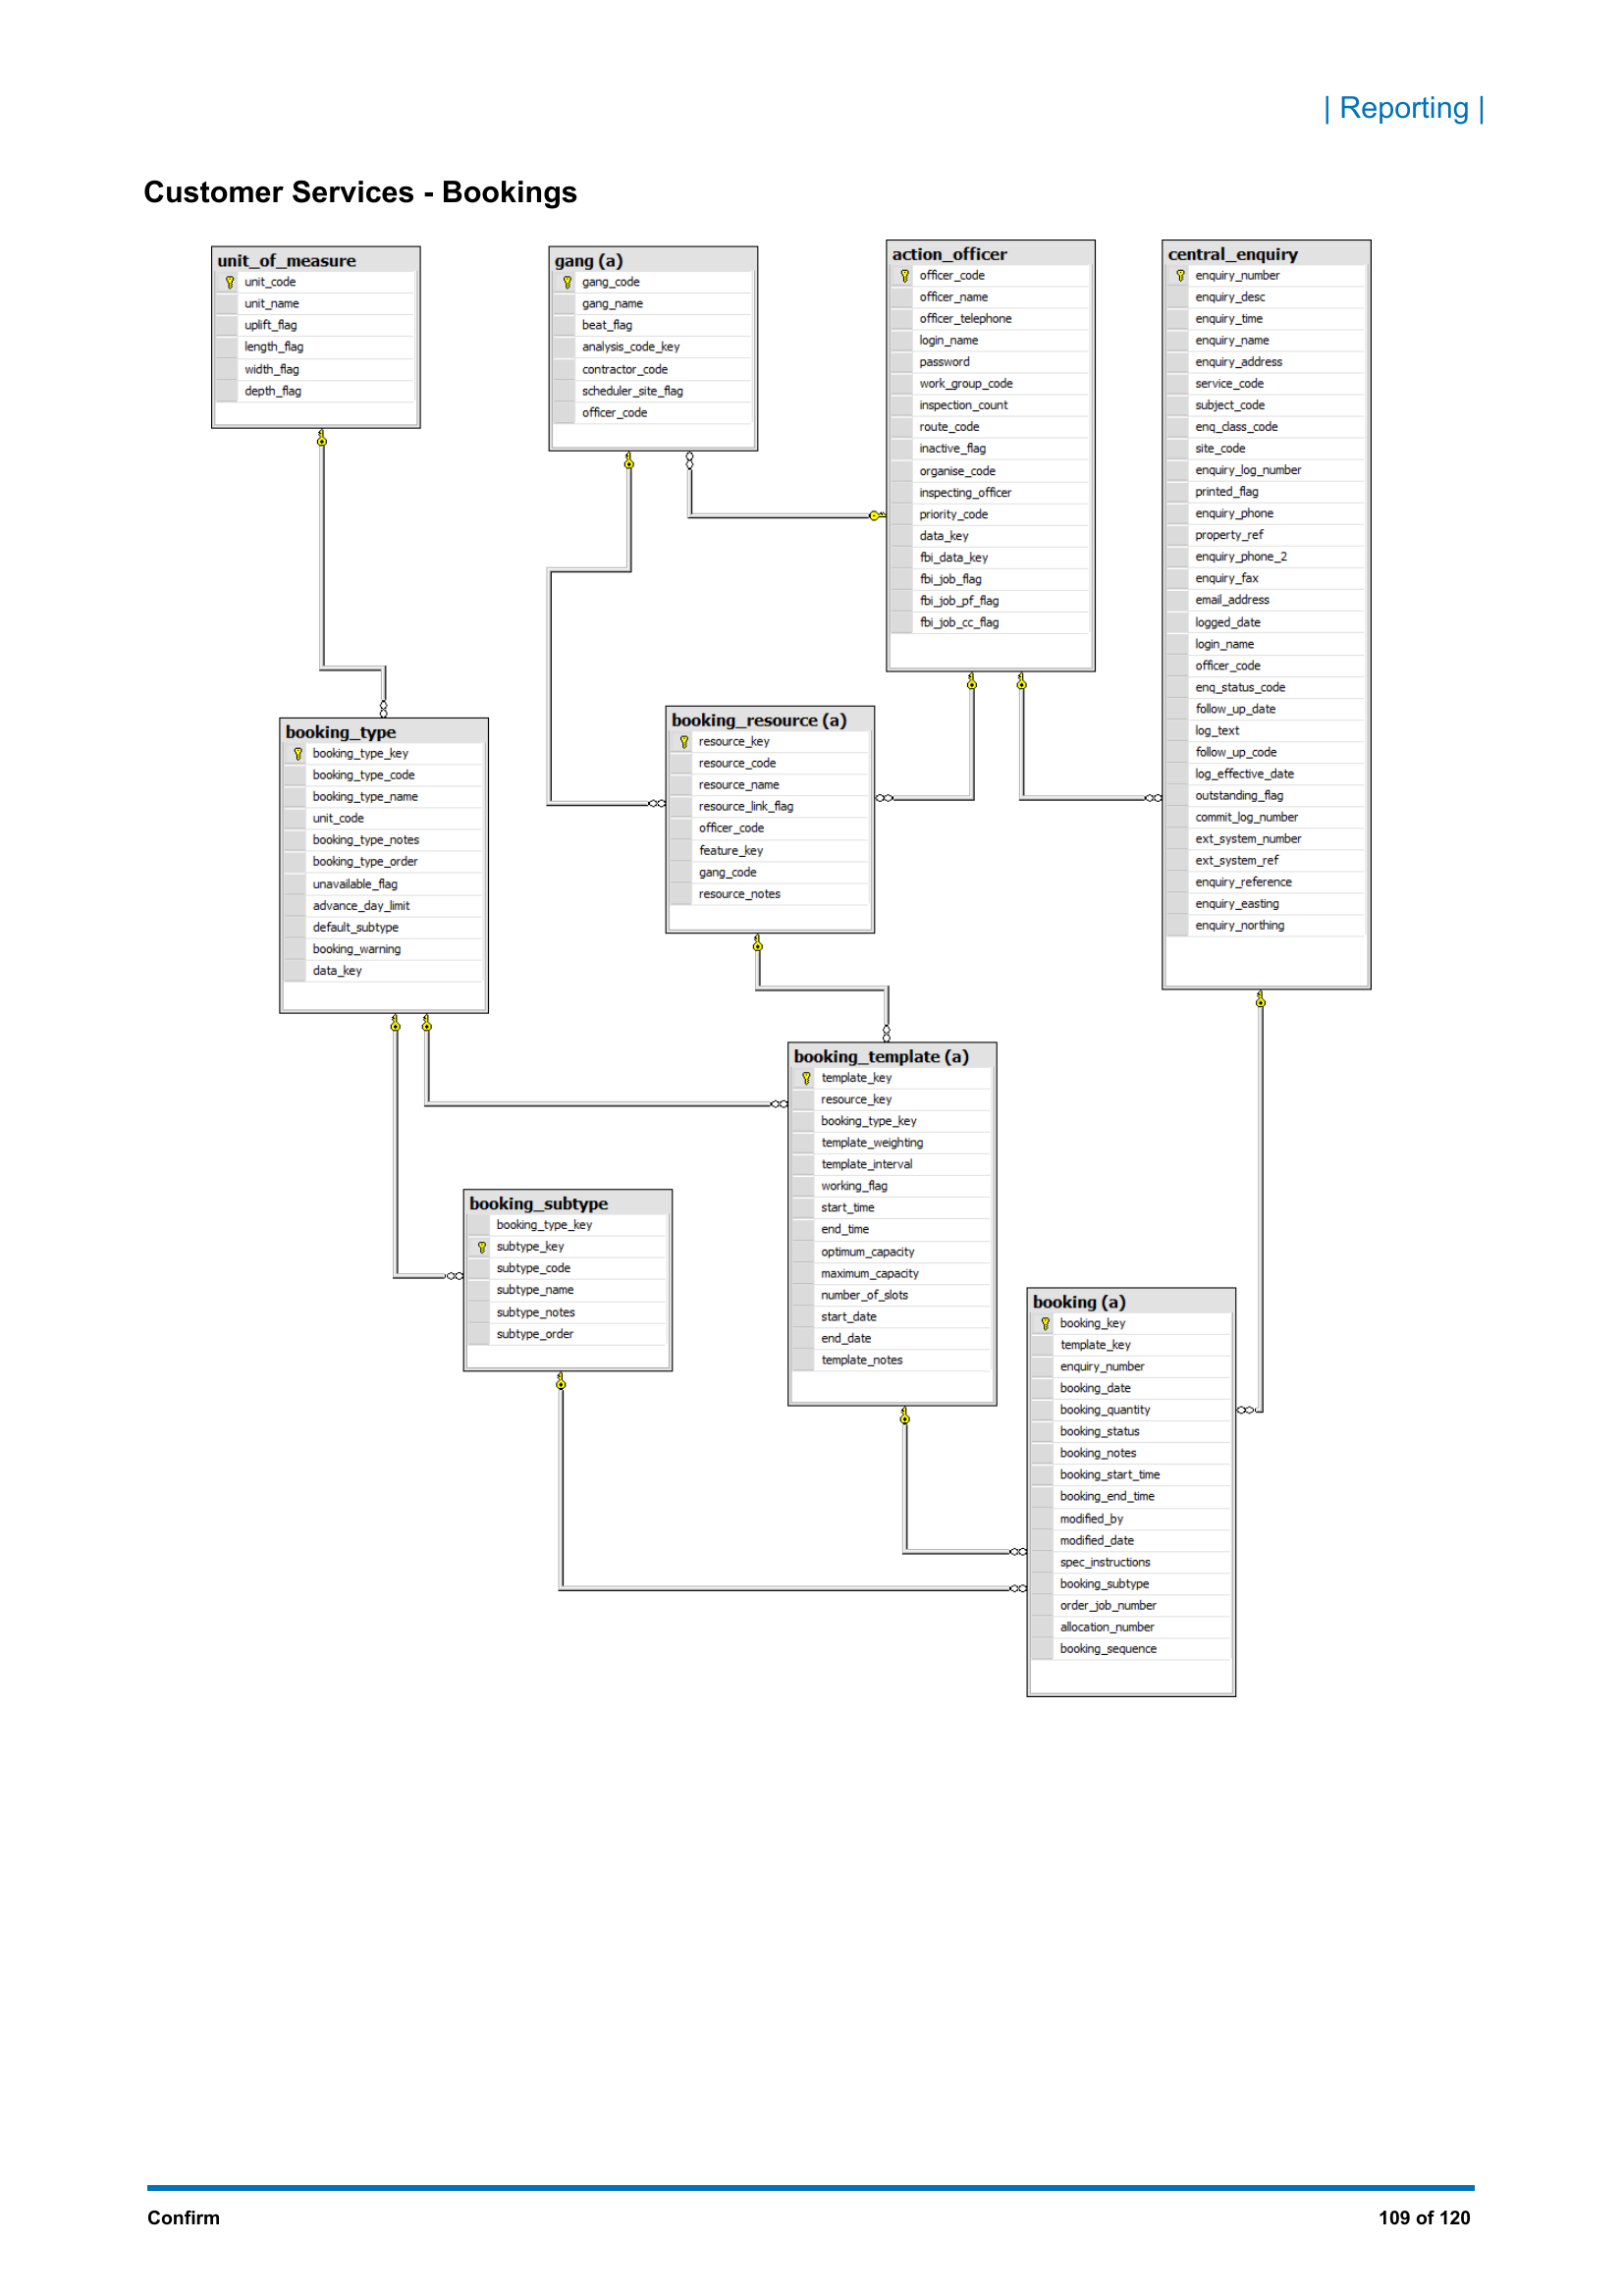 | Reporting |
Customer Services - Bookings
unit_of_measure
unit_code
unit_name
uplift_flag
length_flag
width_flag
depth_flag
gang (a)
gang_code
gang_name
beat_flag
analysis_code_key
contractor_code
scheduler_site_flag
officer_code
action_officer
officer_code
officer_name
officer_telephone
login_name
password
work_group_code
inspection_count
route_code
inactive_flag
organise_code
inspecting_officer
priority_code
data_key
fbi_data_key
fbi_job_flag
fbi_job_pf_flag
fbi_job_cc_flag
central_enquiry
enquiry_number
enquiry_desc
enquiry_time
enquiry_name
enquiry_address
service_code
subject_code
enq_class_code
site_code
enquiry_log_number
printed_flag
enquiry_phone
property_ref
enquiry_phone_2
enquiry_fax
email_address
logged_date
login_name
officer_code
enq_status_code
follow_up_date
log_text
follow_up_code
log_effective_date
outstanding_flag
commit_log_number
ext_system_number
ext_system_ref
enquiry_reference
enquiry_easting
enquiry_northing
booking_type
booking_type_key
booking_type_code
booking_type_name
unit_code
booking_type_notes
booking_type_order
unavailable_flag
advance_day_limit
default_subtype
booking_warning
data_key
booking_resource (a)
resource_key
resource_code
resource_name
resource_link_flag
officer_code
feature_key
gang_code
resource_notes
booking_template (a)
template_key
resource_key
booking_type_key
template_weighting
template_interval
working_flag
start_time
end_time
optimum_capacity
maximum_capacity
number_of_slots
start_date
end_date
template_notes
booking_subtype
booking_type_key
subtype_key
subtype_code
subtype_name
subtype_notes
subtype_order
booking (a)
booking_key
template_key
enquiry_number
booking_date
booking_quantity
booking_status
booking_notes
booking_start_time
booking_end_time
modified_by
modified_date
spec_instructions
booking_subtype
order_job_number
allocation_number
booking_sequence
Confirm
109 of 120